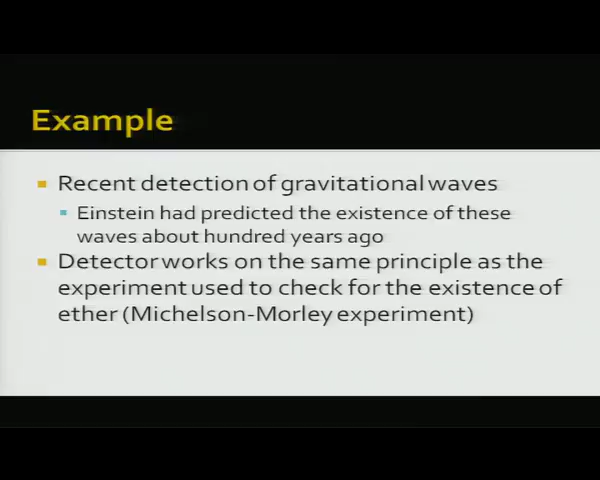 Example
Recent detection of gravitational waves
Einstein had predicted the existence of these
waves about hundred years ago
Detector works on the same principle as the
experiment used to check for the existence of
ether (Michelson-Morley experiment)